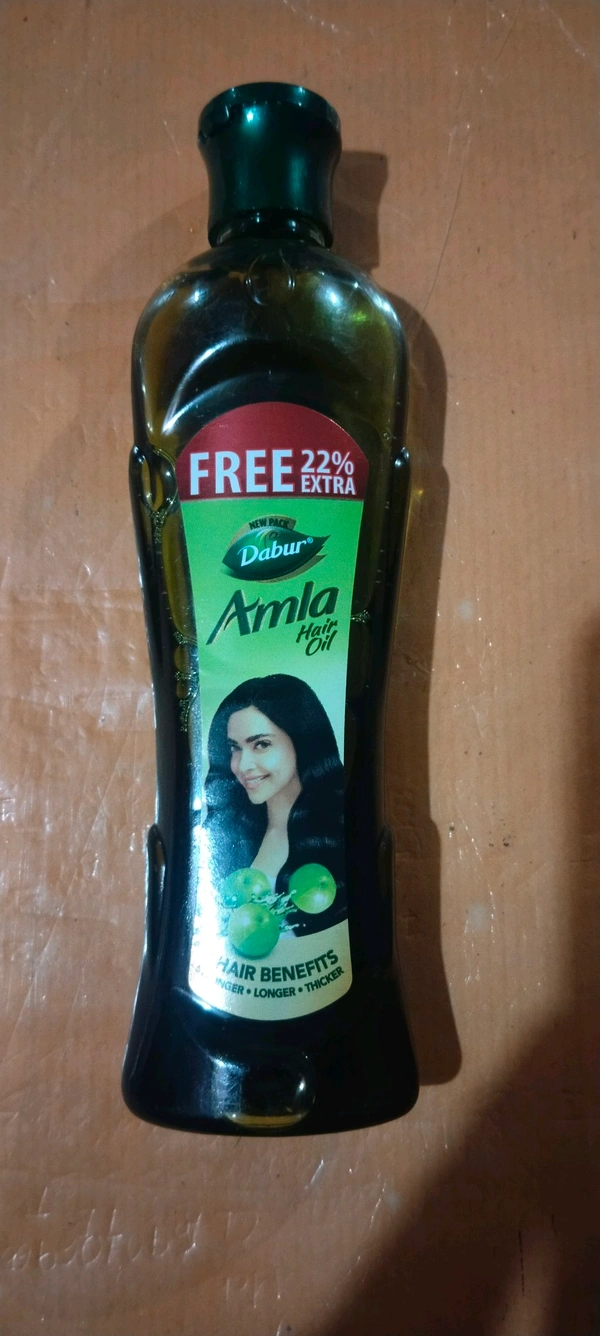 FREE 22% EXTRA
NEW PACK
Dabur®
Amla
Hair
Oil
HAIR BENEFITS
• LONGER • THICKER